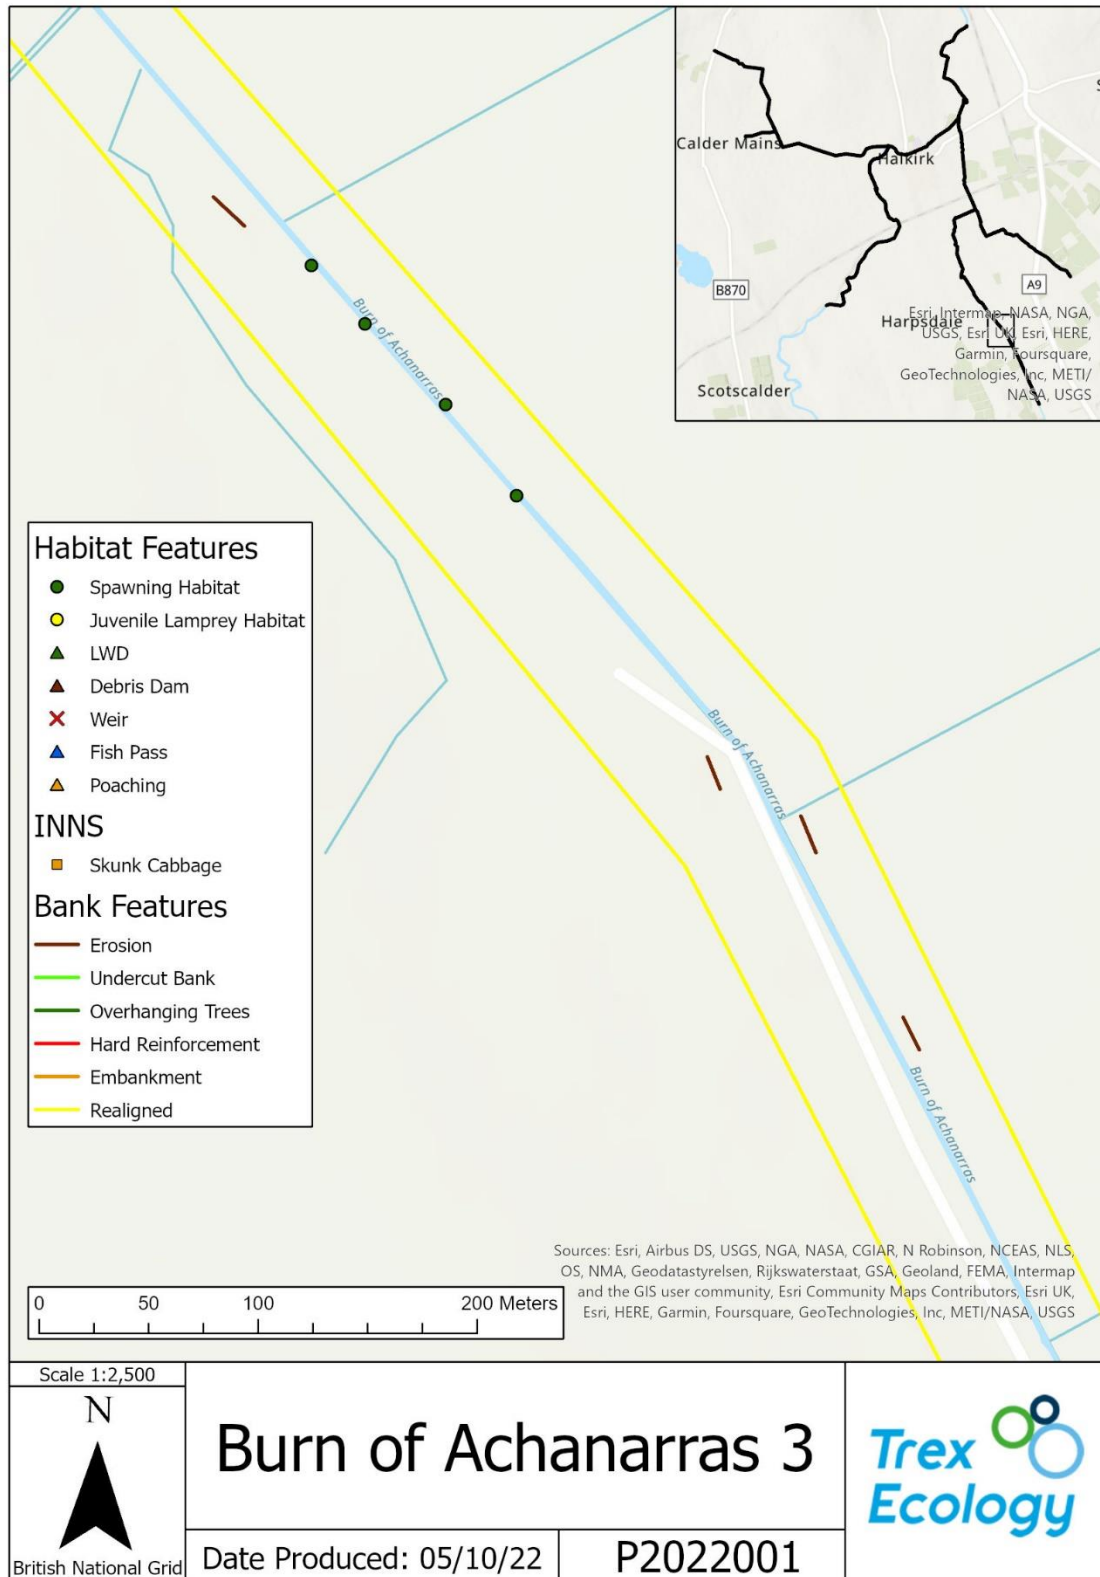 Calder Mains
Halkirk
B870
A9
Harpsdale
Scotscalder
Esri, Intermap, NASA, NGA,
USGS, Esri UK, Esri, HERE,
Garmin, Foursquare,
GeoTechnologies, Inc, METI/
NASA, USGS
S
Burn of Achanarras
Burn of Achanarras
Burn of Achanarras
Habitat Features
Spawning Habitat
Juvenile Lamprey Habitat
LWD
Debris Dam
Weir
Fish Pass
Poaching
INNS
Skunk Cabbage
Bank Features
Erosion
Undercut Bank
Overhanging Trees
Hard Reinforcement
Embankment
Realigned
Sources: Esri, Airbus DS, USGS, NGA, NASA, CGIAR, N Robinson, NCEAS, NLS,
OS, NMA, Geodatastyrelsen, Rijkswaterstaat, GSA, Geoland, FEMA, Intermap
and the GIS user community, Esri Community Maps Contributors, Esri UK,
Esri, HERE, Garmin, Foursquare, GeoTechnologies, Inc, METI/NASA, USGS
0 50 100 200 Meters
Scale 1:2,500
N
British National Grid
Burn of Achanarras 3
Date Produced: 05/10/22
P2022001
Trex
Ecology